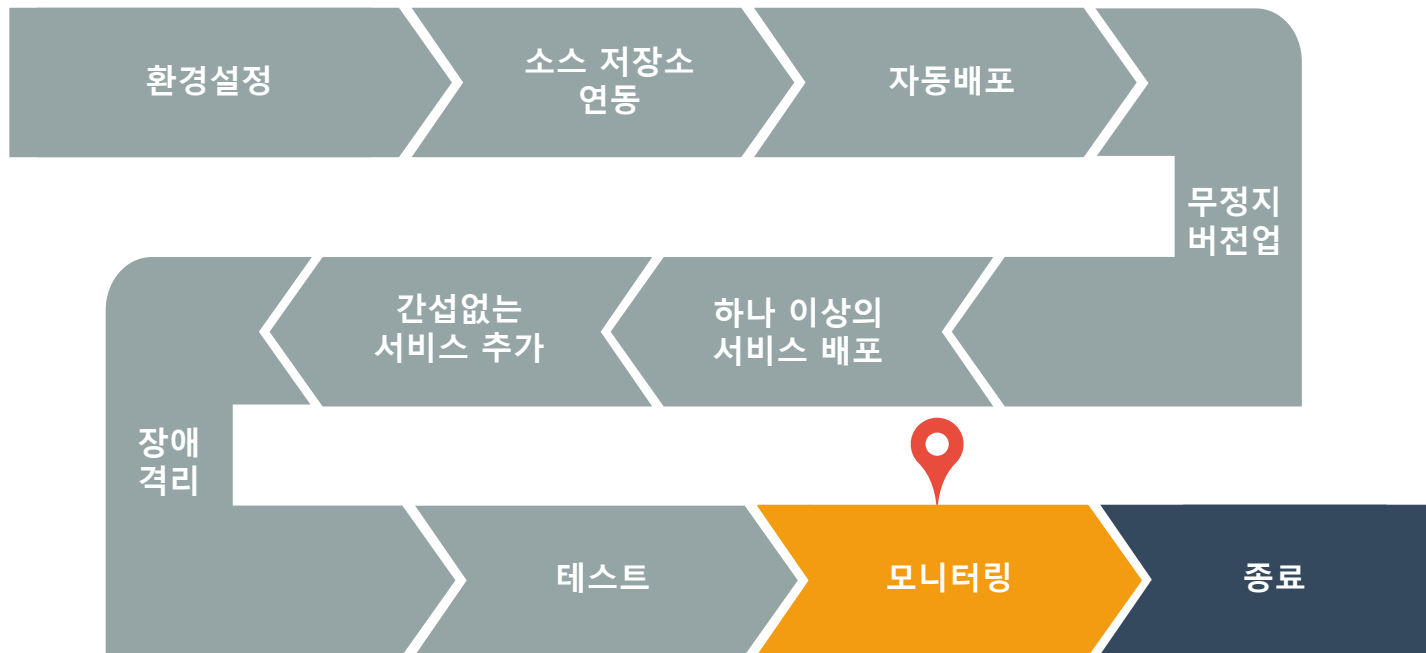 환경설정
소스 저장소
연동
자동배포
무정지
버전업
하나 이상의
서비스 배포
간섭없는
서비스 추가
장애
격리
테스트
모니터링
종료